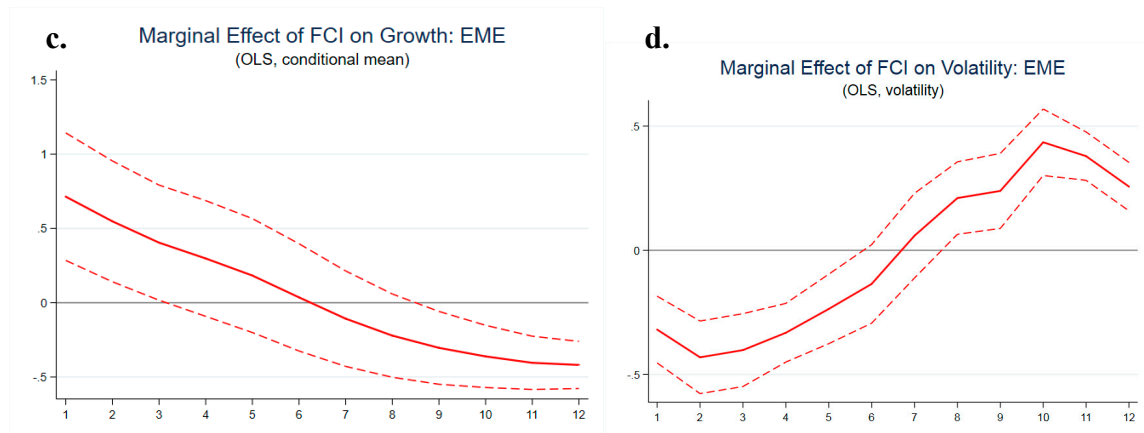 c.
Marginal Effect of FCI on Growth: EME
(OLS, conditional mean)
1.5
1
.5
0
-.5
1 2 3 4 5 6 7 8 9 10 11 12
d.
Marginal Effect of FCI on Volatility: EME
(OLS, volatility)
.5
0
-.5
1 2 3 4 5 6 7 8 9 10 11 12